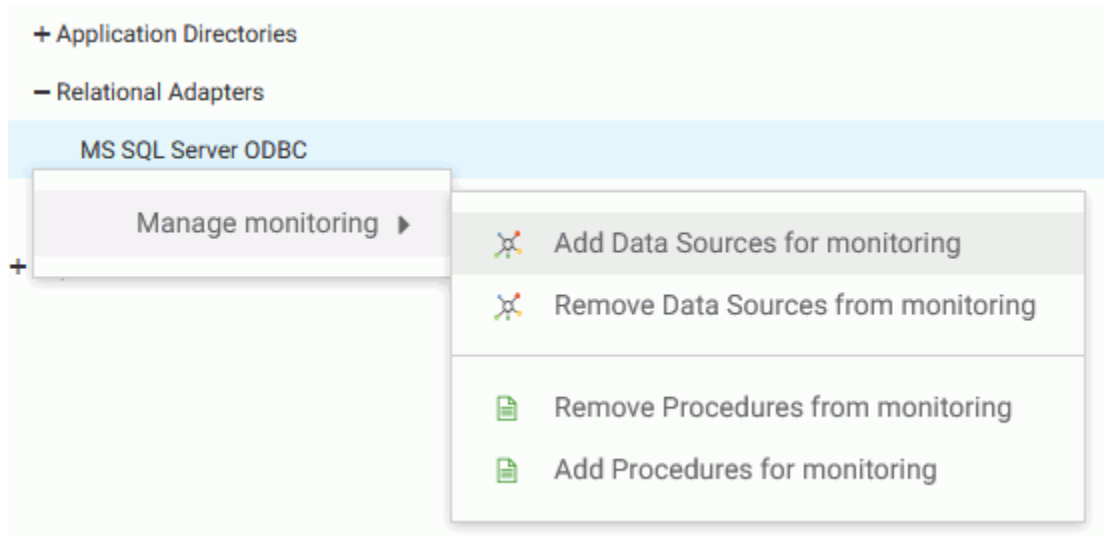 Application Directories
Relational Adapters
MS SQL Server ODBC
Manage monitoring
Add Data Sources for monitoring
Remove Data Sources from monitoring
Remove Procedures from monitoring
Add Procedures for monitoring